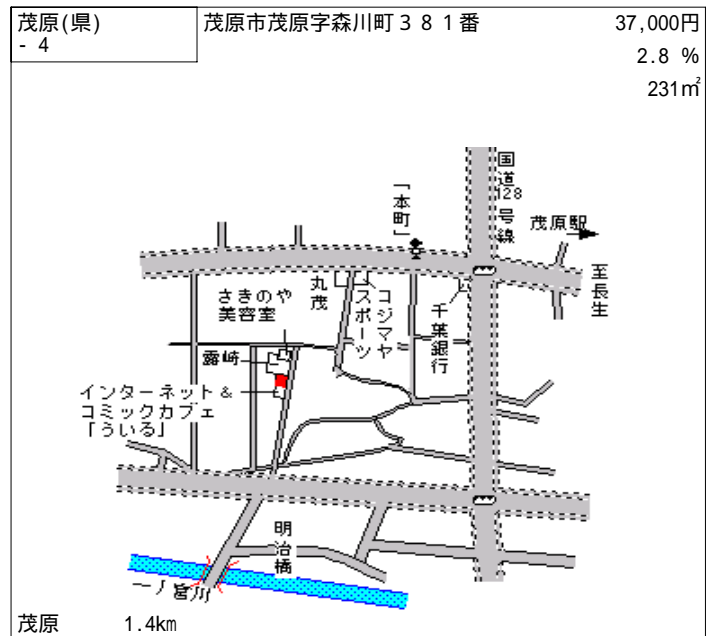 茂原(県)
- 4
茂原市茂原字森川町３８１番
37,000円
2.8 %
231㎡
国道128号線
「本町」
茂原駅
至長生
丸茂
コジマヤスポーツ
千葉銀行
さきのや
美容室
露崎
インターネット＆
コミックカフェ
「ういる」
明治橋
一ノ宮川
茂原 1.4km